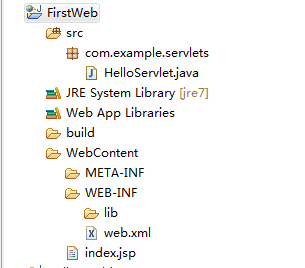 FirstWeb
src
com.example.servlets
HelloServlet.java
JRE System Library [jre7]
Web App Libraries
build
WebContent
META-INF
WEB-INF
lib
web.xml
index.jsp